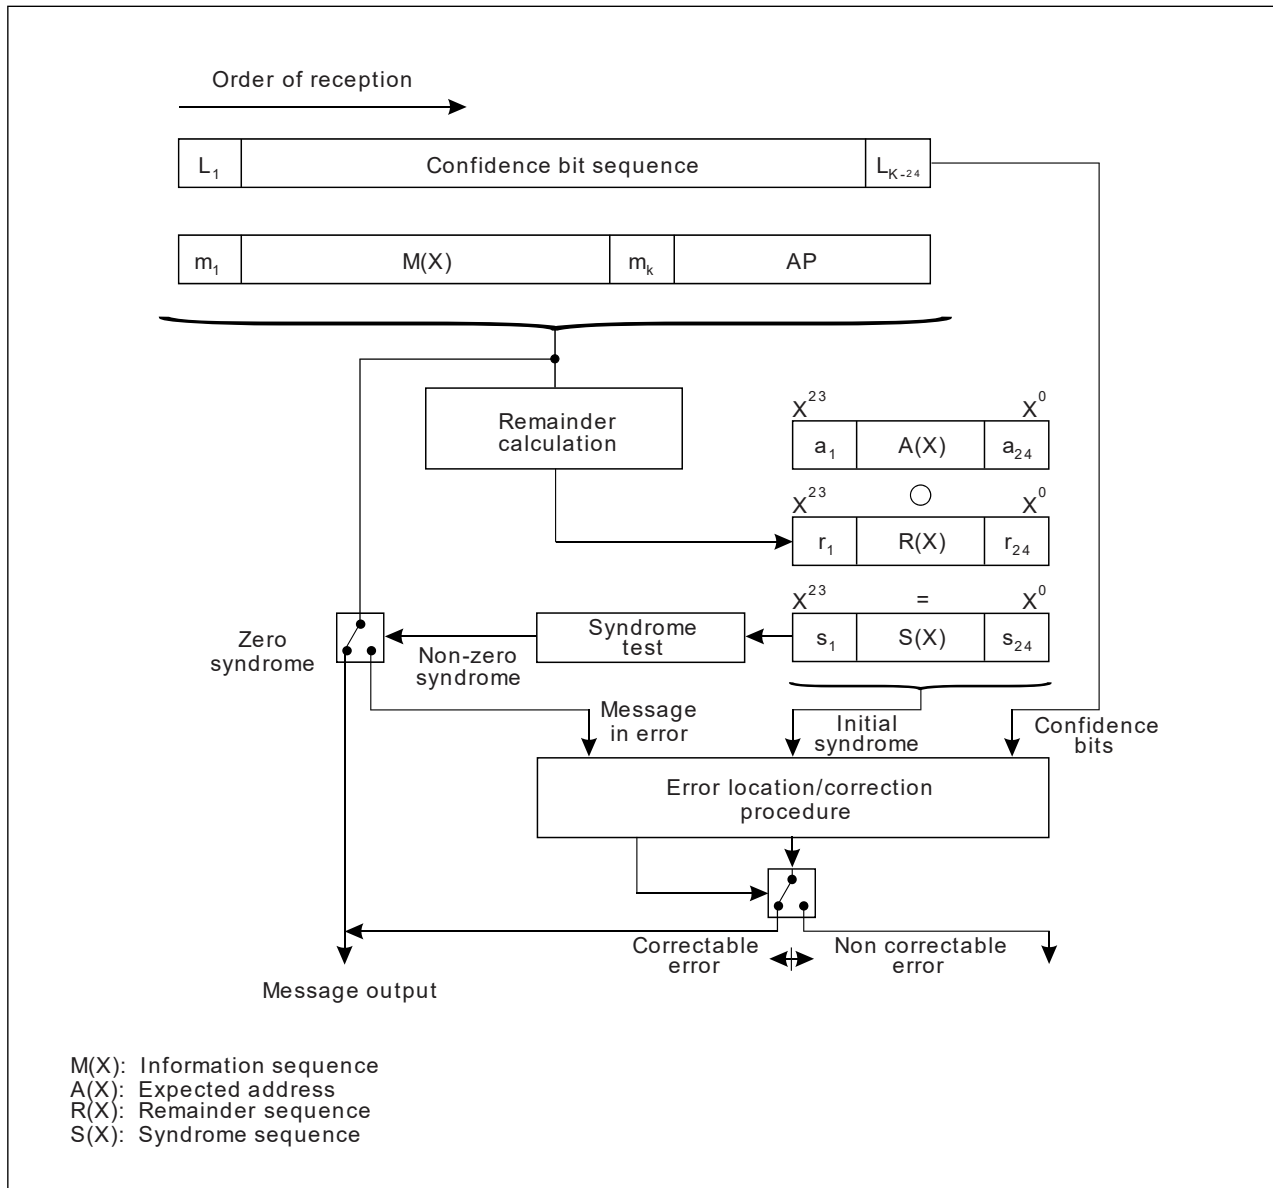 Order of reception
L1 Confidence bit sequence LK-24
m1 M(X) mk AP
Remainder
calculation
X23 X0
a1 A(X) a24
X23 X0
r1 R(X) r24
X23 = X0
s1 S(X) s24
Syndrome
test
Zero
syndrome
Non-zero
syndrome
Message
in error
Initial
syndrome
Confidence
bits
Error location/correction
procedure
Correctable
error
Non correctable
error
Message output
M(X): Information sequence
A(X): Expected address
R(X): Remainder sequence
S(X): Syndrome sequence